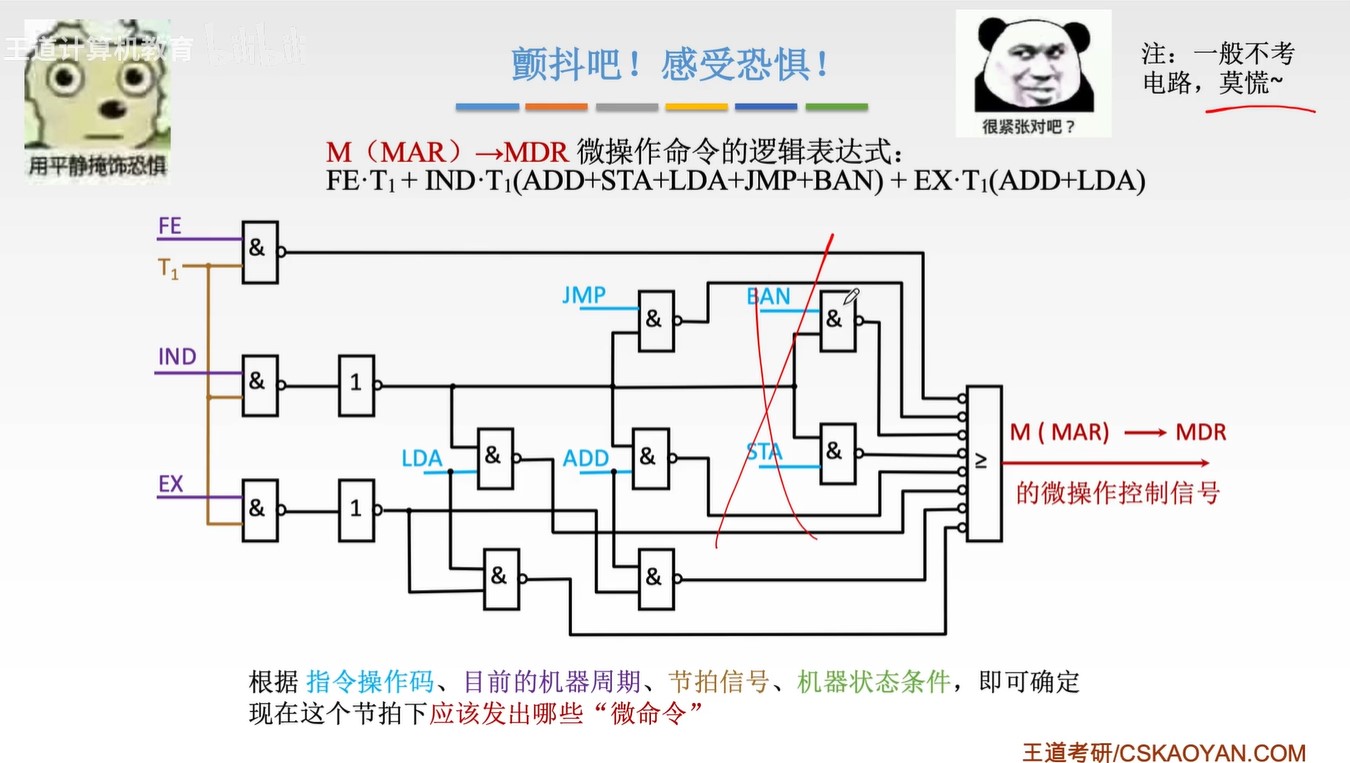 王道计算机教育
bilibili
颤抖吧！感受恐惧！
注：一般不考
电路，莫慌~
用平静掩饰恐惧
很紧张对吧？
M（MAR）→MDR 微操作命令的逻辑表达式：
FE·T₁ + IND·T₁(ADD+STA+LDA+JMP+BAN) + EX·T₁(ADD+LDA)
FE
&
T₁
JMP
&
BAN
&
IND
&
1
LDA
&
ADD
&
STA
&
≥
M ( MAR) → MDR
的微操作控制信号
EX
&
1
&
&
根据 指令操作码、目前的机器周期、节拍信号、机器状态条件，即可确定
现在这个节拍下应该发出哪些“微命令”
王道考研/CSKAOYAN.COM